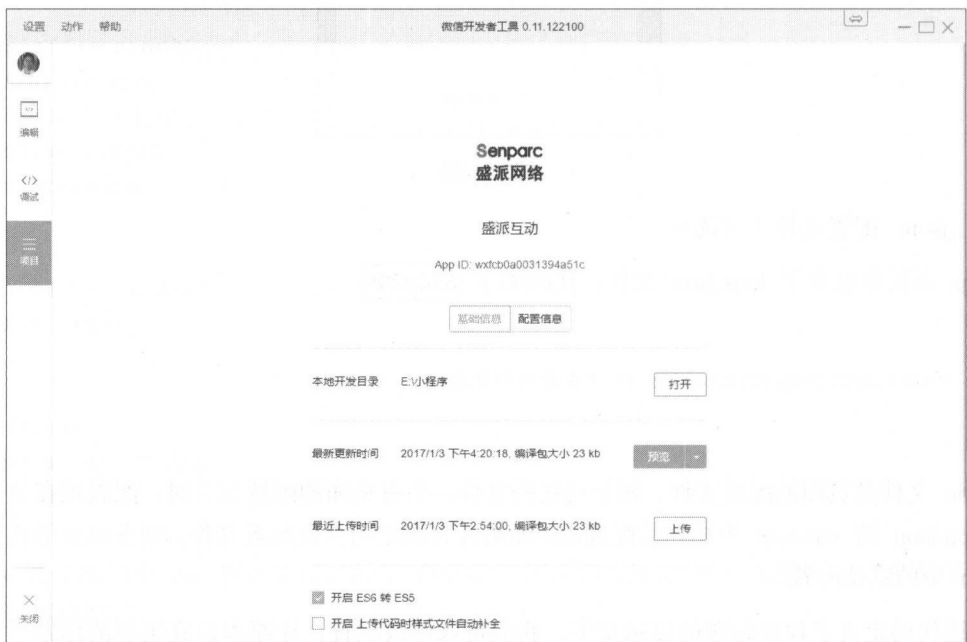 设置 动作 帮助 微信开发者工具 0.11.122100
编辑
</>
调试
项目
Senparc
盛派网络
盛派互动
App ID: wxfcb0a0031394a51c
基础信息 配置信息
本地开发目录 E:\小程序 打开
最新更新时间 2017/1/3 下午4:20:18, 编译包大小 23 kb 预览
最近上传时间 2017/1/3 下午2:54:00, 编译包大小 23 kb 上传
开启 ES6 转 ES5
关闭
开启 上传代码时样式文件自动补全